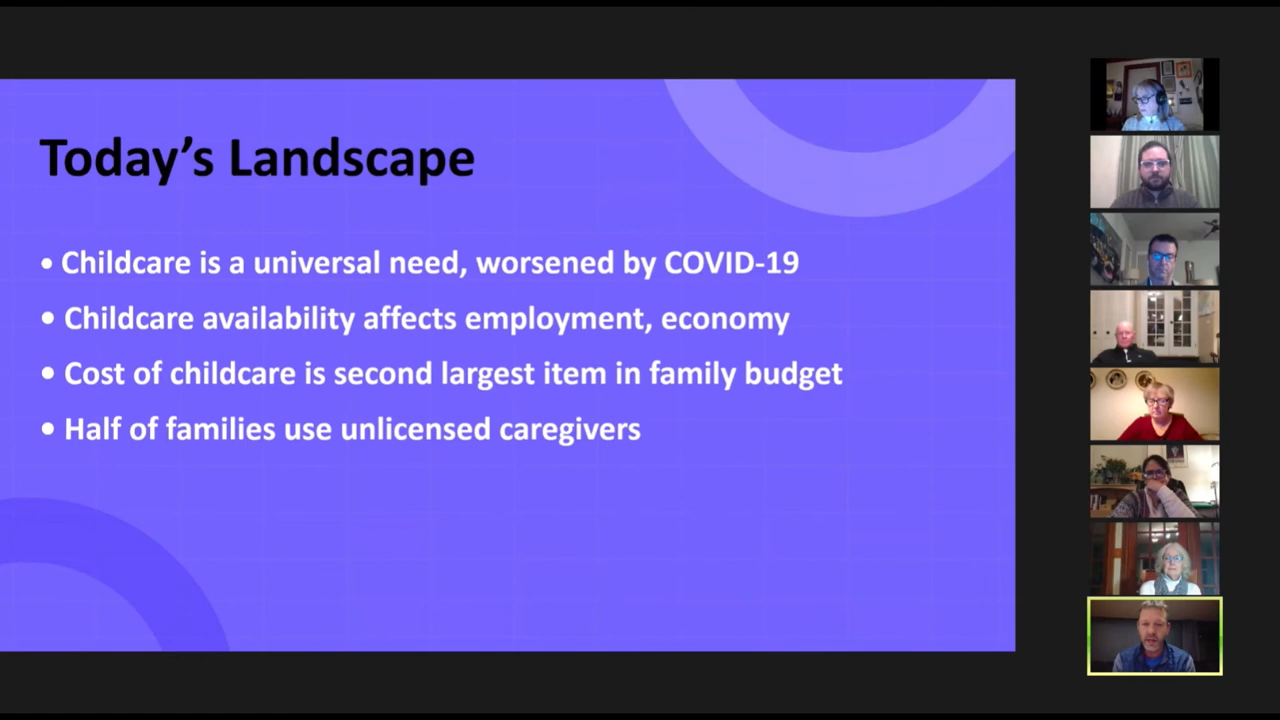 Today's Landscape
• Childcare is a universal need, worsened by COVID-19
• Childcare availability affects employment, economy
• Cost of childcare is second largest item in family budget
• Half of families use unlicensed caregivers